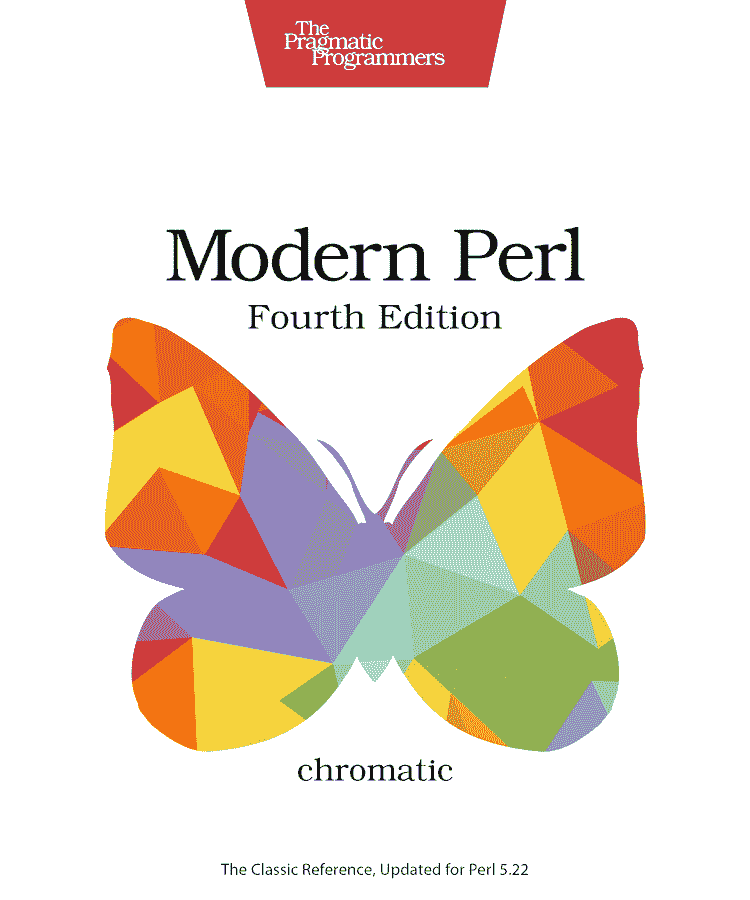 The
Pragmatic
Programmers
Modern Perl
Fourth Edition
chromatic
The Classic Reference, Updated for Perl 5.22